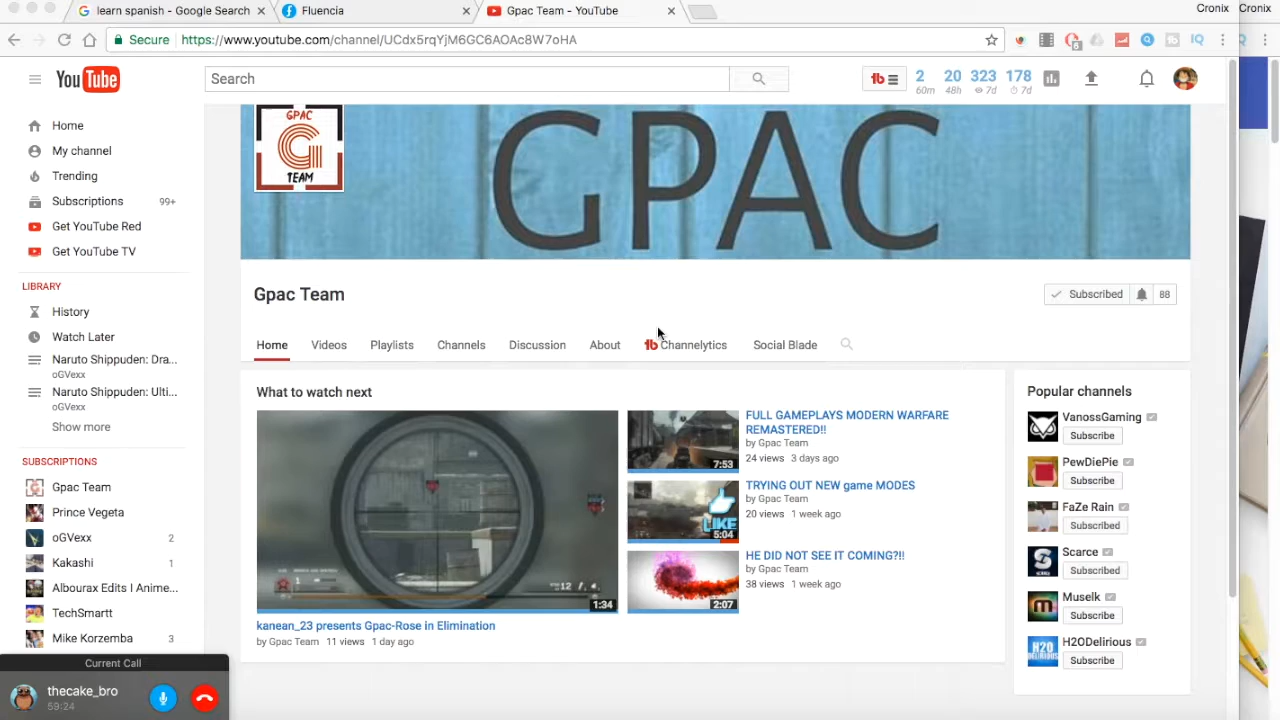 learn spanish - Google Search
Fluencia
Gpac Team - YouTube
Cronix
Cronix
Secure
https://www.youtube.com/channel/UCdx5rqYjM6GC6AOAc8W7oHA
6
IQ
YouTube
Search
tb
2
60m
20
48h
323
7d
178
7d
Home
My channel
Trending
Subscriptions 99+
Get YouTube Red
Get YouTube TV
LIBRARY
History
Watch Later
Naruto Shippuden: Dra...
oGVexx
Naruto Shippuden: Ulti...
oGVexx
Show more
SUBSCRIPTIONS
Gpac Team
Prince Vegeta
oGVexx 2
Kakashi 1
Albourax Edits I Anime...
TechSmartt
Mike Korzemba 3
Current Call
thecake_bro
59:24
GPAC
G
TEAM
GPAC
Gpac Team
Subscribed 88
Home Videos Playlists Channels Discussion About tb Channelytics Social Blade
What to watch next
1:34
kanean_23 presents Gpac-Rose in Elimination
by Gpac Team 11 views 1 day ago
7:53
FULL GAMEPLAYS MODERN WARFARE
REMASTERED!!
by Gpac Team
24 views 3 days ago
LIKE
5:04
TRYING OUT NEW game MODES
by Gpac Team
20 views 1 week ago
2:07
HE DID NOT SEE IT COMING?!!
by Gpac Team
38 views 1 week ago
Popular channels
VanossGaming
Subscribe
PewDiePie
Subscribe
FaZe Rain
Subscribed
Scarce
Subscribed
Muselk
Subscribe
H2ODelirious
H2O
Subscribe